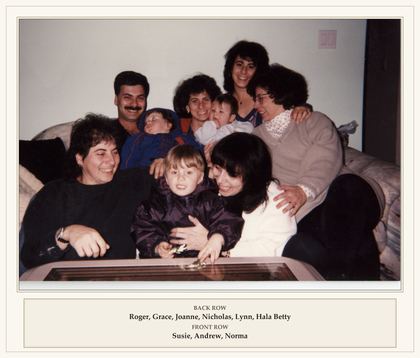 BACK ROW
Roger, Grace, Joanne, Nicholas, Lynn, Hala Betty
FRONT ROW
Susie, Andrew, Norma